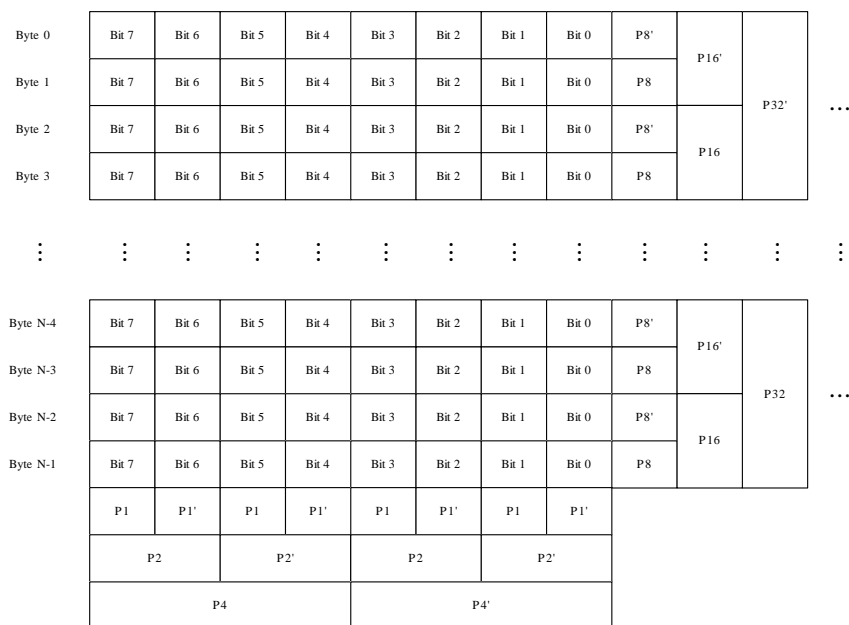 Byte 0 Bit 7 Bit 6 Bit 5 Bit 4 Bit 3 Bit 2 Bit 1 Bit 0 P8'
P16'
Byte 1 Bit 7 Bit 6 Bit 5 Bit 4 Bit 3 Bit 2 Bit 1 Bit 0 P8
P32' ...
Byte 2 Bit 7 Bit 6 Bit 5 Bit 4 Bit 3 Bit 2 Bit 1 Bit 0 P8'
P16
Byte 3 Bit 7 Bit 6 Bit 5 Bit 4 Bit 3 Bit 2 Bit 1 Bit 0 P8
⋮ ⋮ ⋮ ⋮ ⋮ ⋮ ⋮ ⋮ ⋮ ⋮ ⋮ ⋮ ⋮
Byte N-4 Bit 7 Bit 6 Bit 5 Bit 4 Bit 3 Bit 2 Bit 1 Bit 0 P8'
P16'
Byte N-3 Bit 7 Bit 6 Bit 5 Bit 4 Bit 3 Bit 2 Bit 1 Bit 0 P8
P32 ...
Byte N-2 Bit 7 Bit 6 Bit 5 Bit 4 Bit 3 Bit 2 Bit 1 Bit 0 P8'
P16
Byte N-1 Bit 7 Bit 6 Bit 5 Bit 4 Bit 3 Bit 2 Bit 1 Bit 0 P8
P1 P1' P1 P1' P1 P1' P1 P1'
P2 P2' P2 P2'
P4 P4'